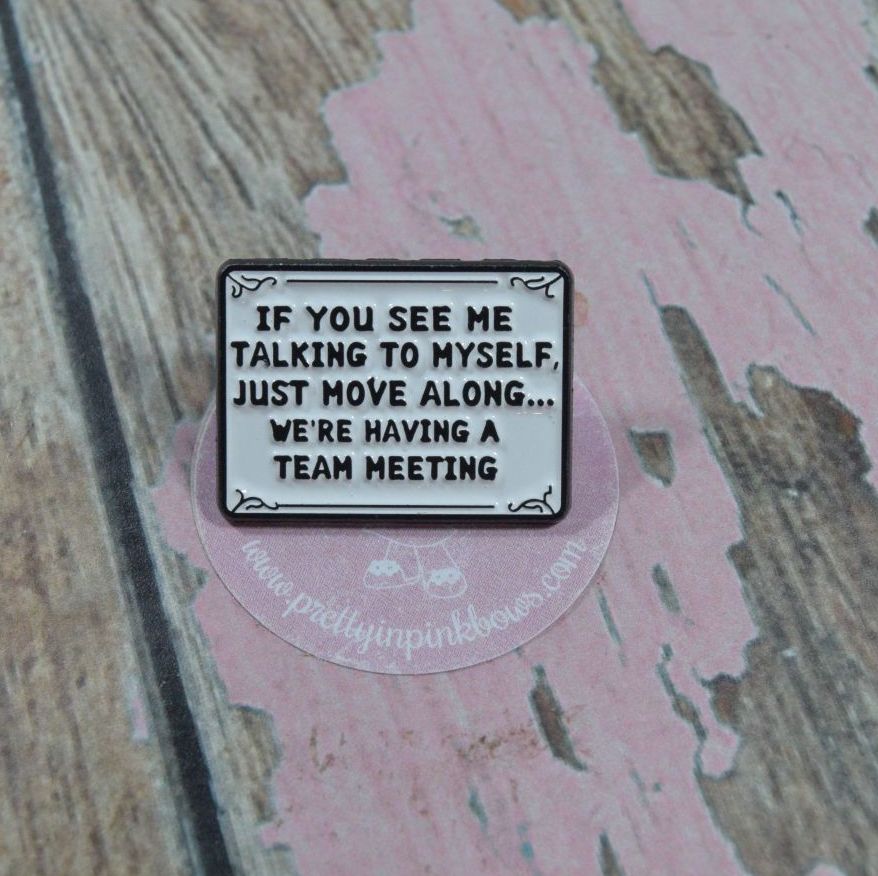 IF YOU SEE ME
TALKING TO MYSELF,
JUST MOVE ALONG...
WE'RE HAVING A
TEAM MEETING
www.prettyinpinkbows.com